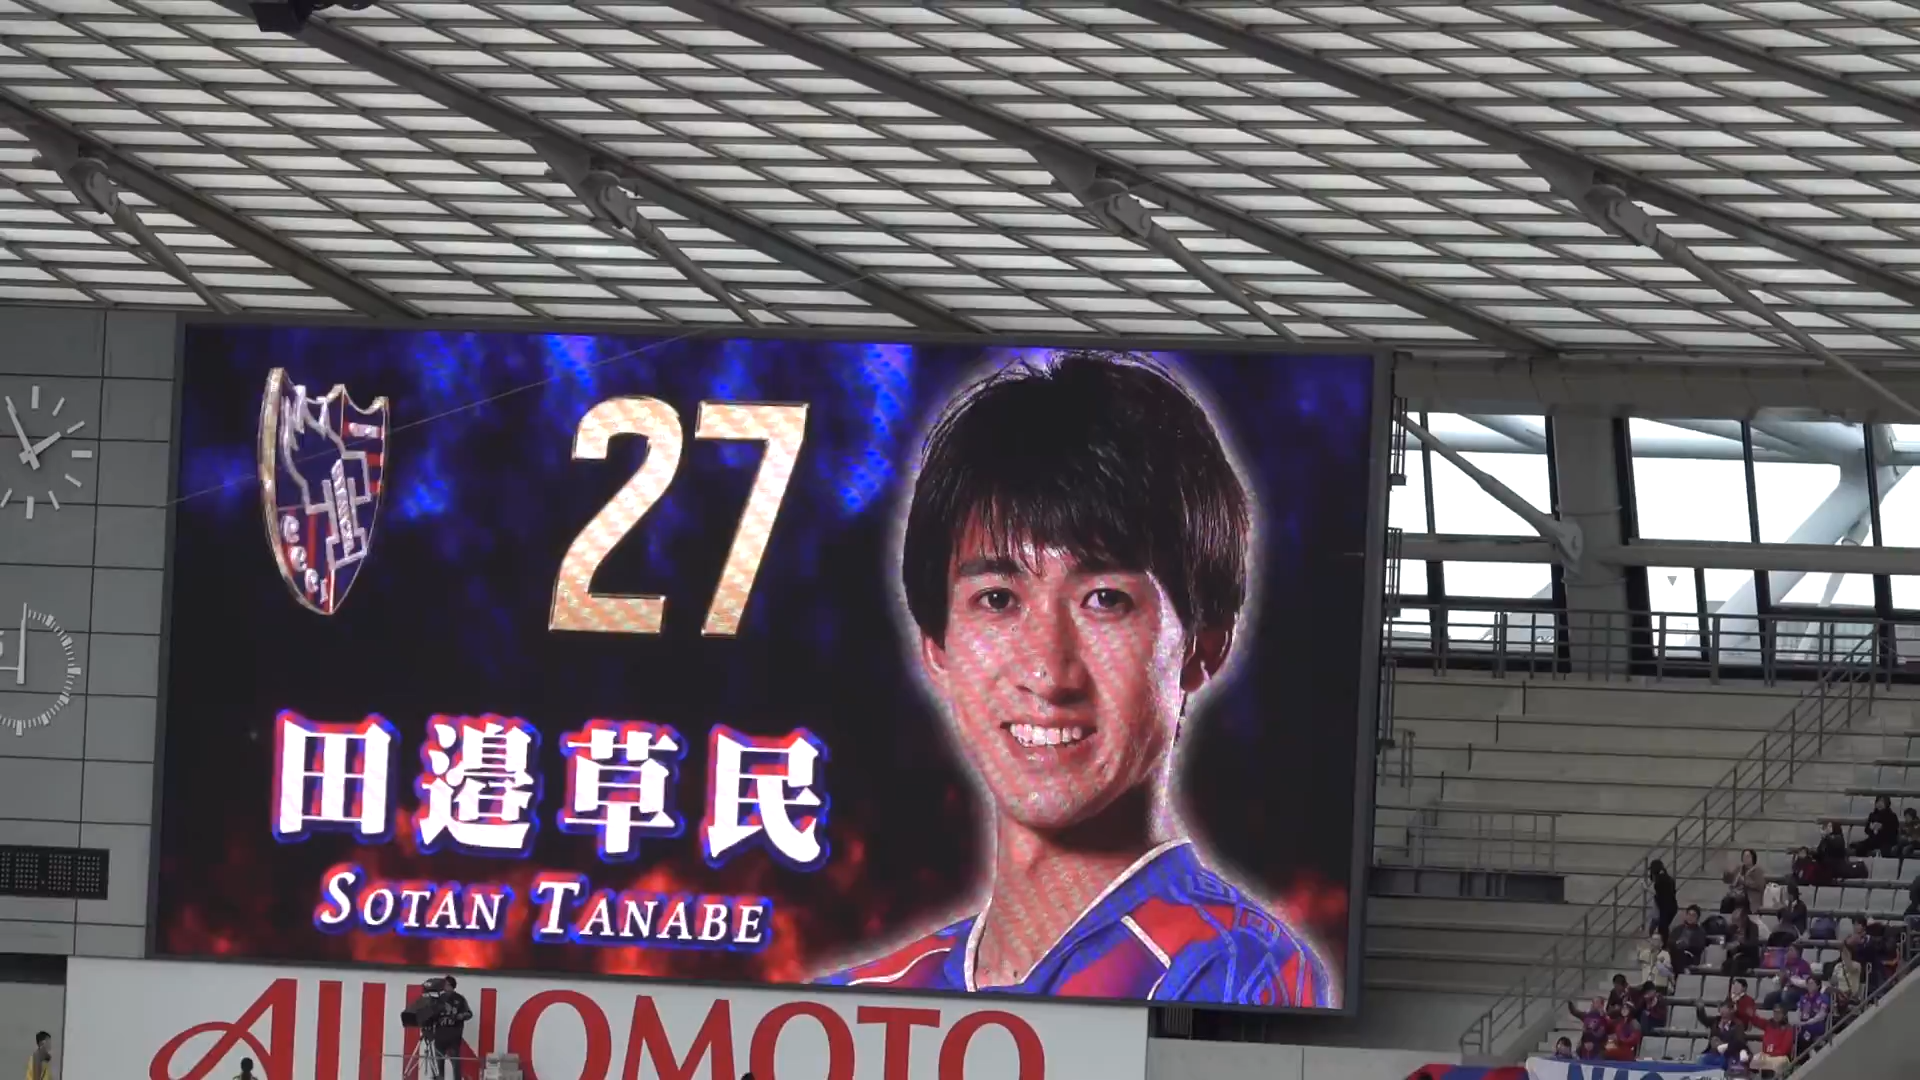 27
田邉草民
SOTAN TANABE
AJINOMOTO